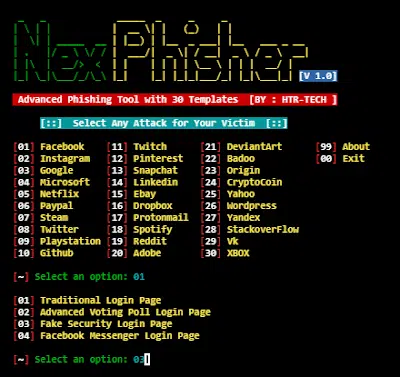 Nex Phisher [V 1.0]
Advanced Phishing Tool with 30 Templates [BY : HTR-TECH ]
[::] Select Any Attack for Your Victim [::]
[01] Facebook [11] Twitch [21] DeviantArt [99] About
[02] Instagram [12] Pinterest [22] Badoo [00] Exit
[03] Google [13] Snapchat [23] Origin
[04] Microsoft [14] Linkedin [24] CryptoCoin
[05] Netflix [15] Ebay [25] Yahoo
[06] Paypal [16] Dropbox [26] Wordpress
[07] Steam [17] Protonmail [27] Yandex
[08] Twitter [18] Spotify [28] StackoverFlow
[09] Playstation [19] Reddit [29] Vk
[10] Github [20] Adobe [30] XBOX
[~] Select an option: 01
[01] Traditional Login Page
[02] Advanced Voting Poll Login Page
[03] Fake Security Login Page
[04] Facebook Messenger Login Page
[~] Select an option: 03